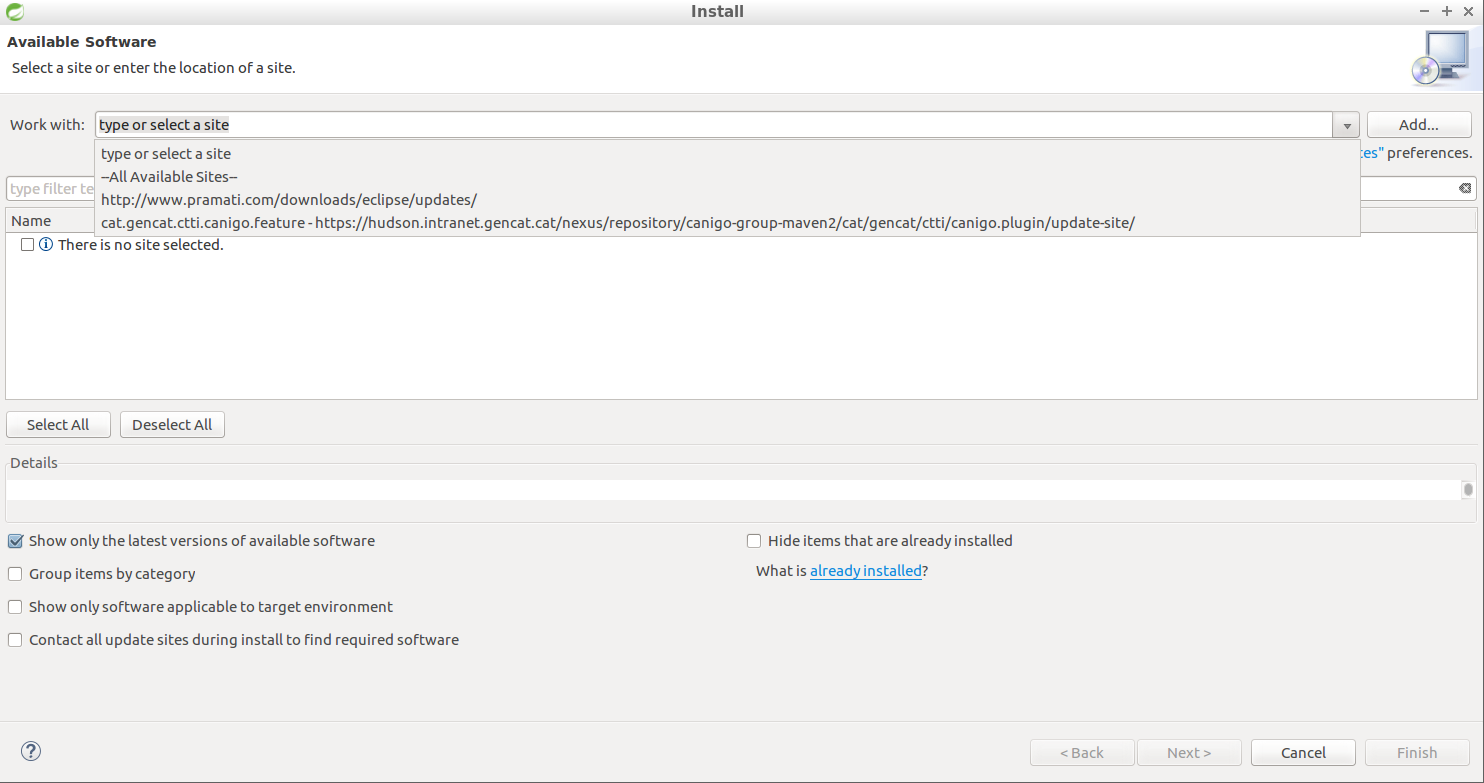 Install
Available Software
Select a site or enter the location of a site.
Work with: type or select a site Add...
type or select a site
--All Available Sites--
http://www.pramati.com/downloads/eclipse/updates/
cat.gencat.ctti.canigo.feature - https://hudson.intranet.gencat.cat/nexus/repository/canigo-group-maven2/cat/gencat/ctti/canigo.plugin/update-site/
" preferences.
type filter
Name
There is no site selected.
Select All Deselect All
Details
Show only the latest versions of available software
Hide items that are already installed
Group items by category
What is already installed?
Show only software applicable to target environment
Contact all update sites during install to find required software
?
< Back Next > Cancel Finish